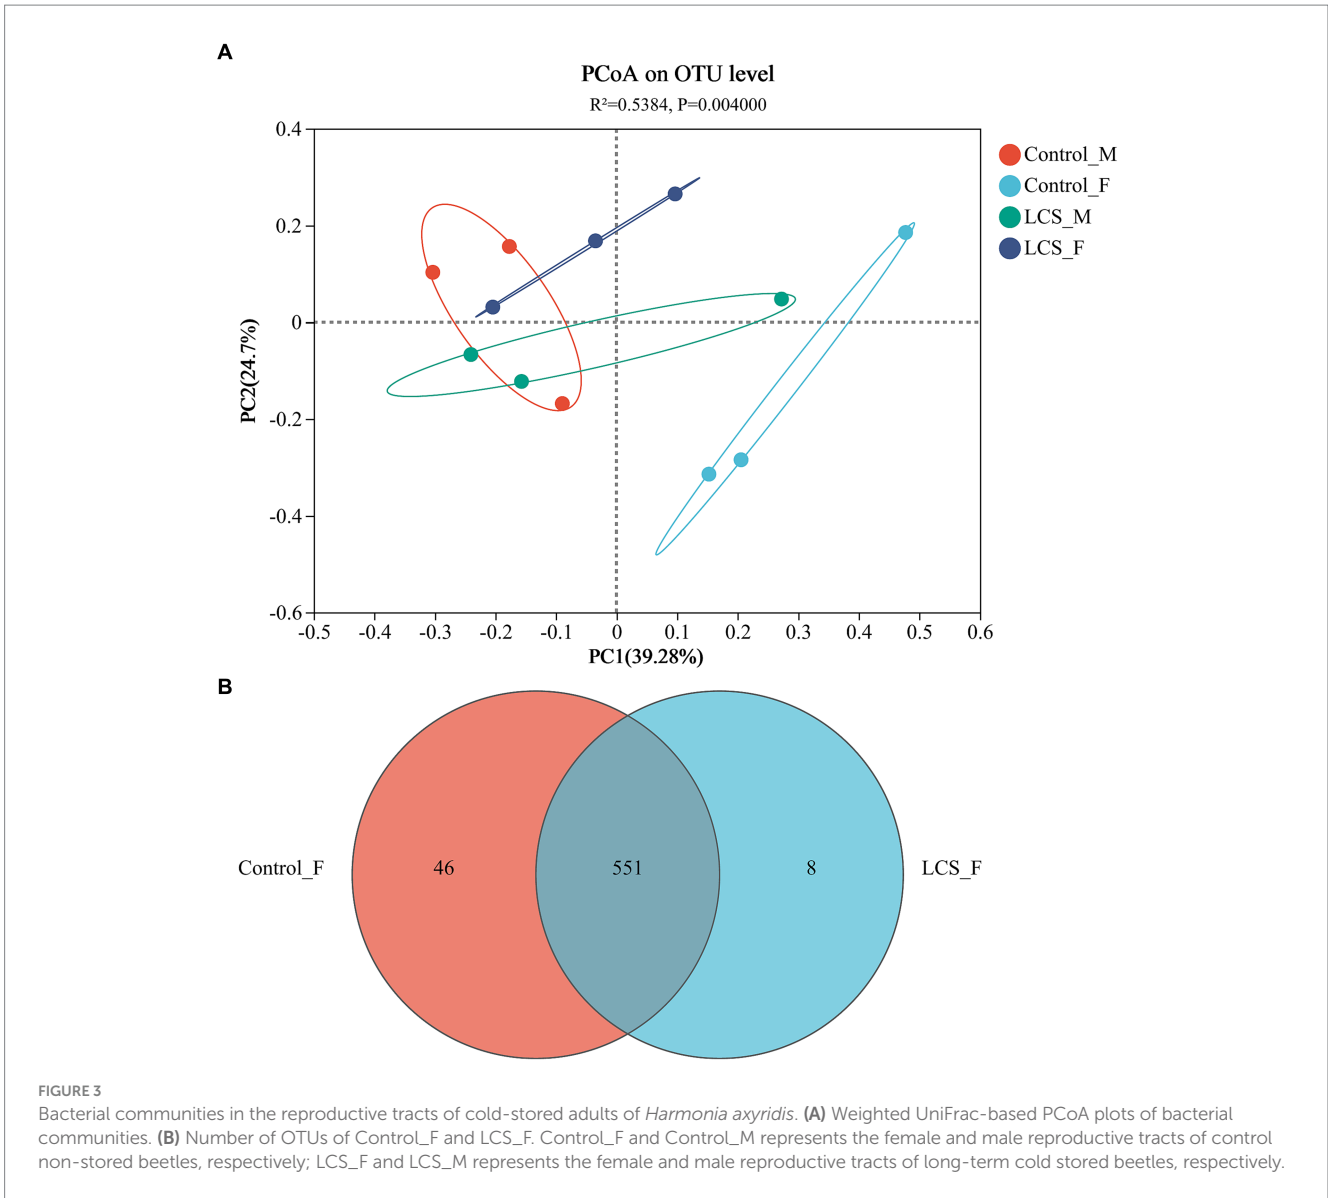 A
PCoA on OTU level
R²=0.5384, P=0.004000
0.4
0.2
0
-0.2
-0.4
-0.6
PC2(24.7%)
-0.5 -0.4 -0.3 -0.2 -0.1 0 0.1 0.2 0.3 0.4 0.5 0.6
PC1(39.28%)
Control_M
Control_F
LCS_M
LCS_F
B
Control_F 46 551 8 LCS_F
FIGURE 3
Bacterial communities in the reproductive tracts of cold-stored adults of Harmonia axyridis. (A) Weighted UniFrac-based PCoA plots of bacterial
communities. (B) Number of OTUs of Control_F and LCS_F. Control_F and Control_M represents the female and male reproductive tracts of control
non-stored beetles, respectively; LCS_F and LCS_M represents the female and male reproductive tracts of long-term cold stored beetles, respectively.